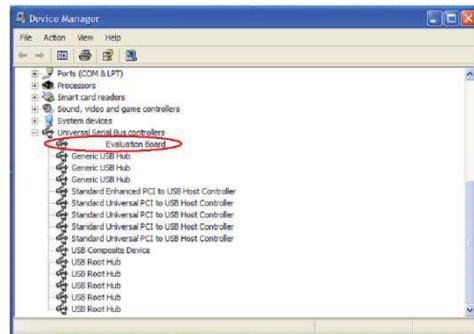 Device Manager
File Action View Help
Ports (COM & LPT)
Processors
Smart card readers
Sound, video and game controllers
System devices
Universal Serial Bus controllers
Evaluation Board
Generic USB Hub
Generic USB Hub
Generic USB Hub
Standard Enhanced PCI to USB Host Controller
Standard Universal PCI to USB Host Controller
Standard Universal PCI to USB Host Controller
Standard Universal PCI to USB Host Controller
Standard Universal PCI to USB Host Controller
USB Composite Device
USB Root Hub
USB Root Hub
USB Root Hub
USB Root Hub
USB Root Hub